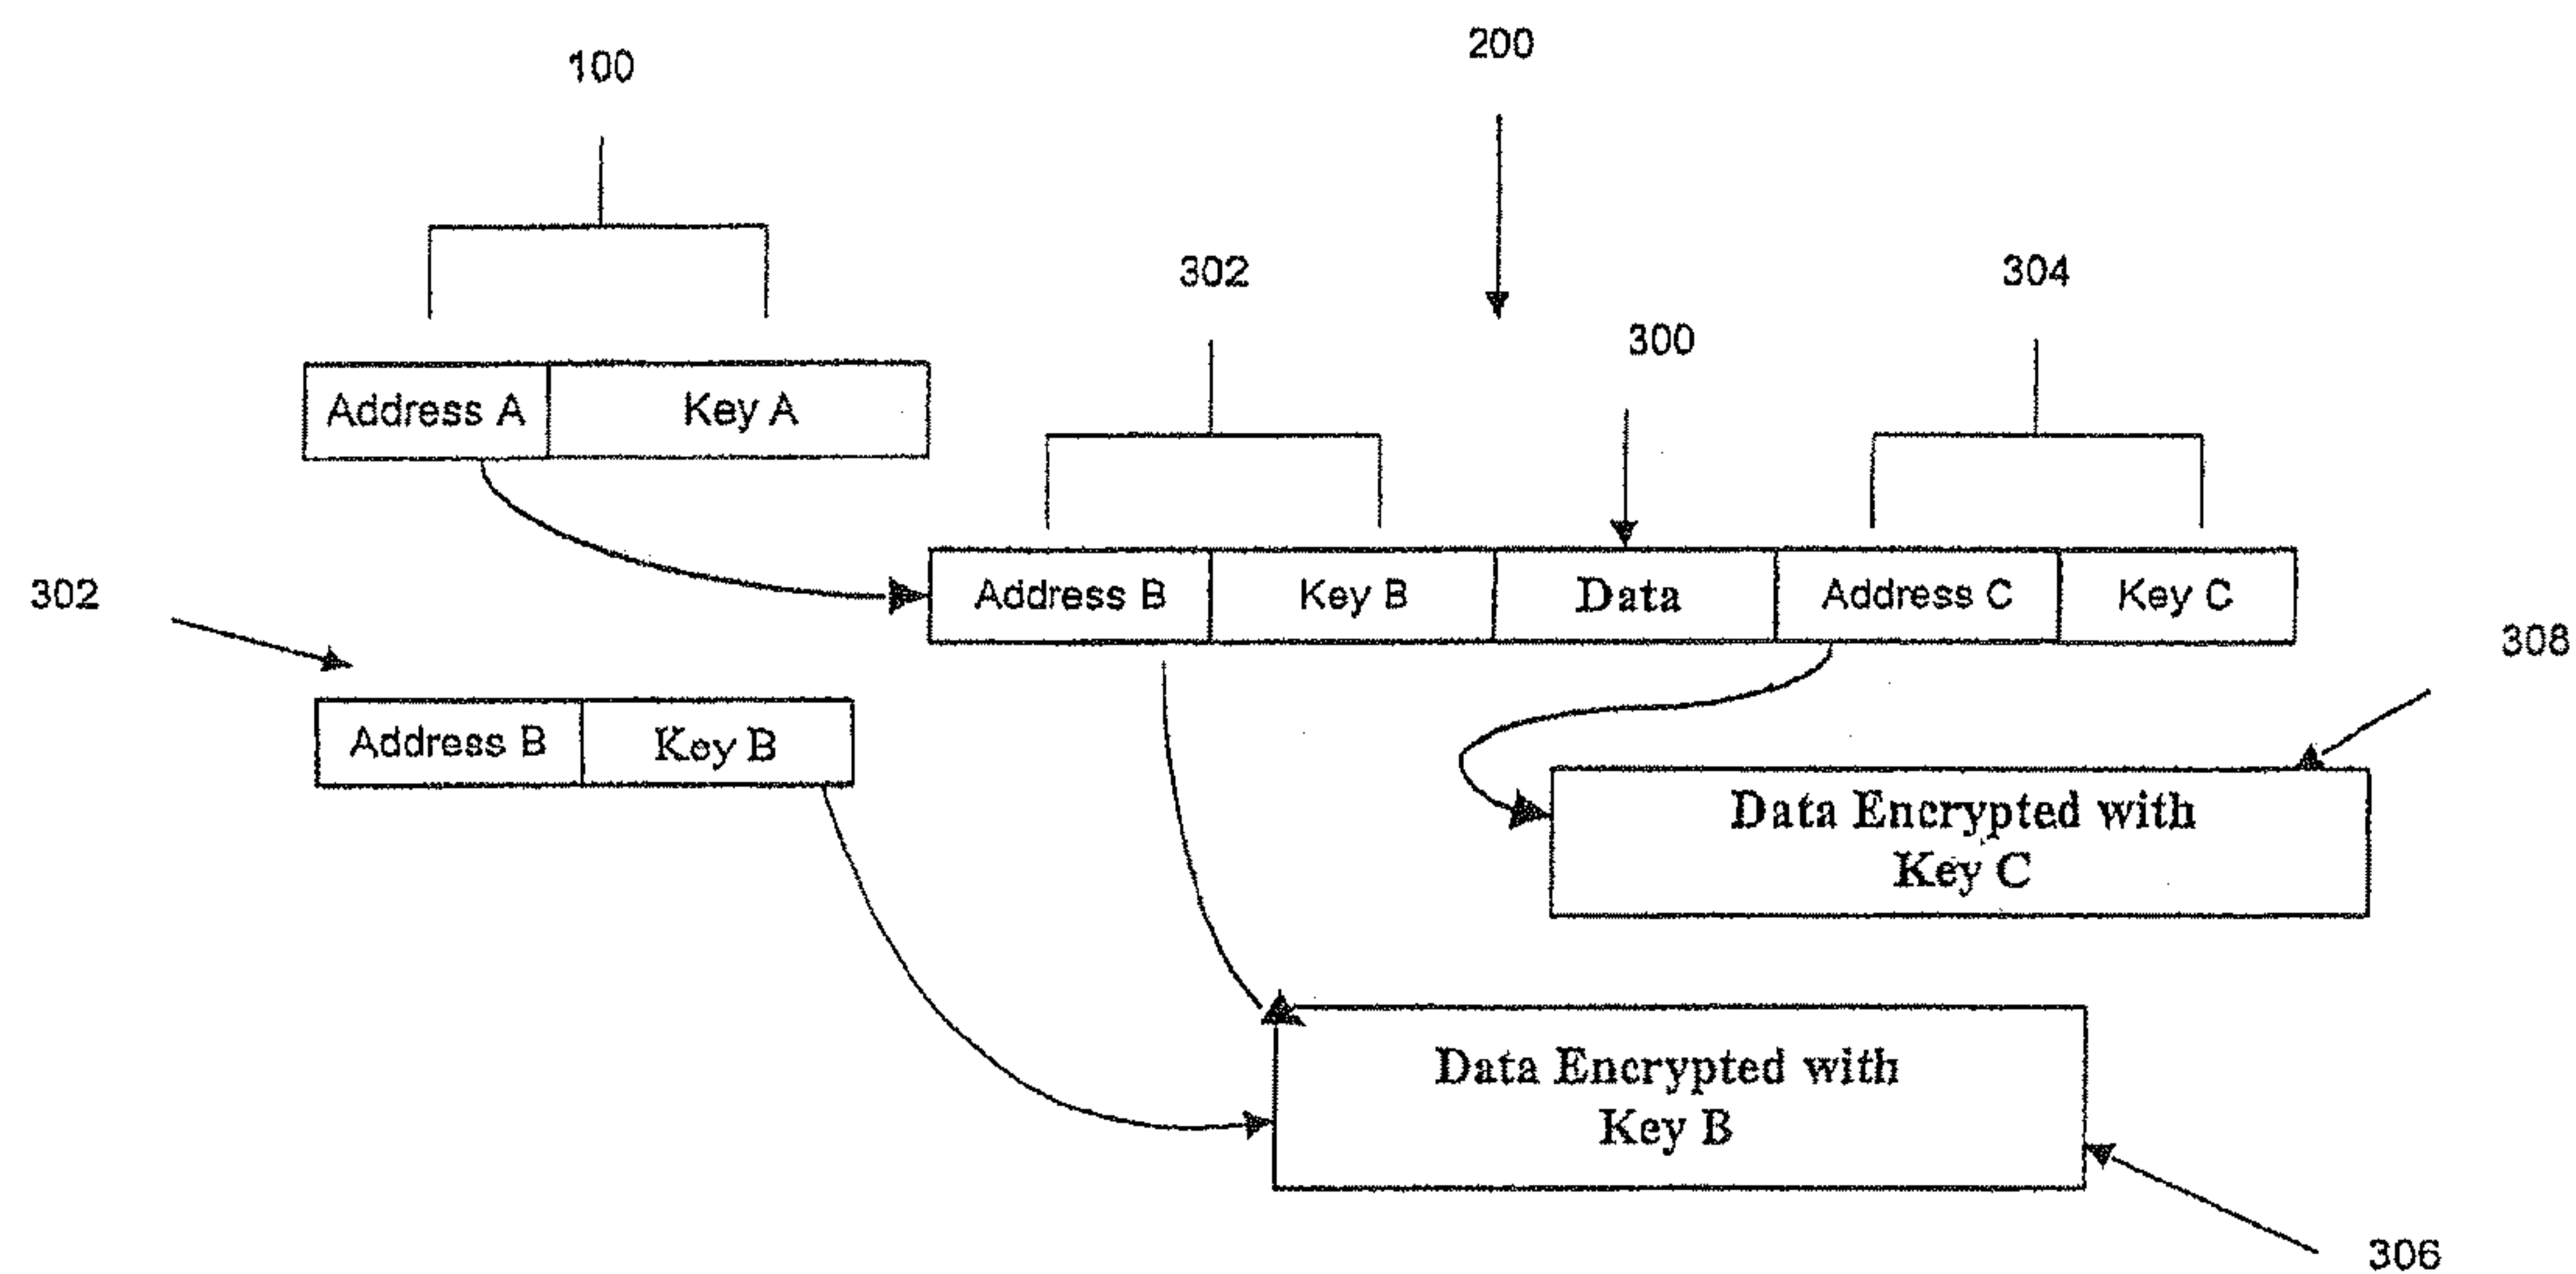 200
100
302
304
300
Address A Key A
302
Address B Key B Data Address C Key C
308
Address B Key B
Data Encrypted with
Key C
Data Encrypted with
Key B
306